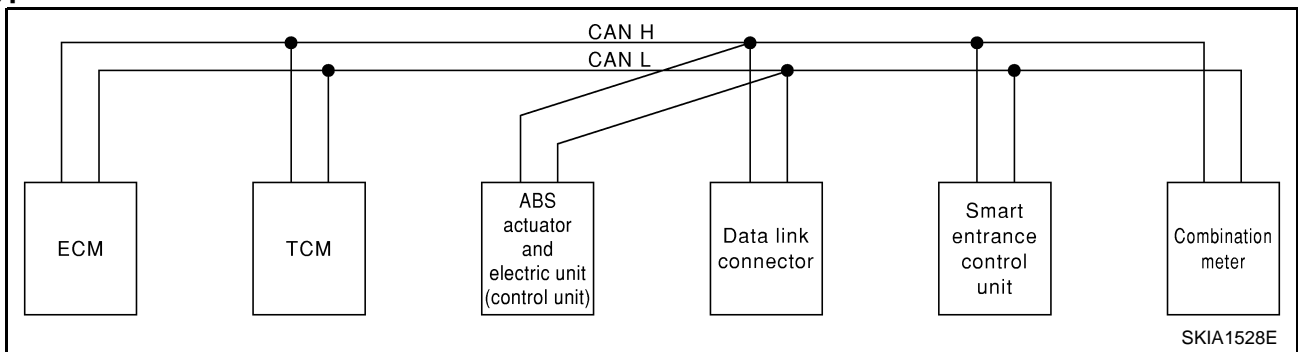 CAN H
CAN L
ECM
TCM
ABS
actuator
and
electric unit
(control unit)
Data link
connector
Smart
entrance
control
unit
Combination
meter
SKIA1528E